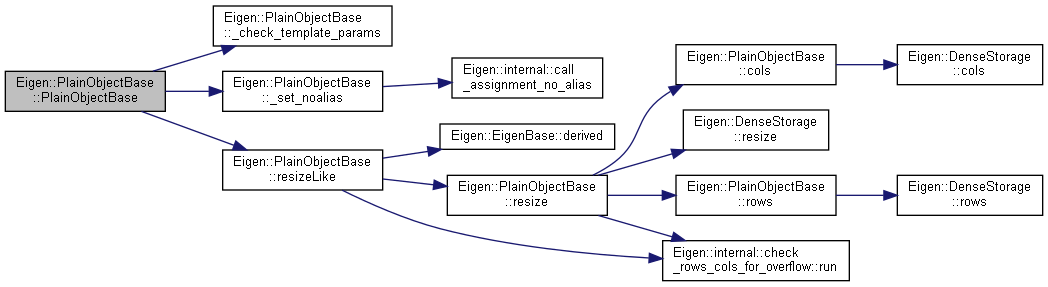 Eigen::PlainObjectBase
::PlainObjectBase
Eigen::PlainObjectBase
::_check_template_params
Eigen::PlainObjectBase
::_set_noalias
Eigen::internal::call
_assignment_no_alias
Eigen::PlainObjectBase
::resizeLike
Eigen::EigenBase::derived
Eigen::PlainObjectBase
::resize
Eigen::PlainObjectBase
::cols
Eigen::DenseStorage
::cols
Eigen::DenseStorage
::resize
Eigen::PlainObjectBase
::rows
Eigen::DenseStorage
::rows
Eigen::internal::check
_rows_cols_for_overflow::run